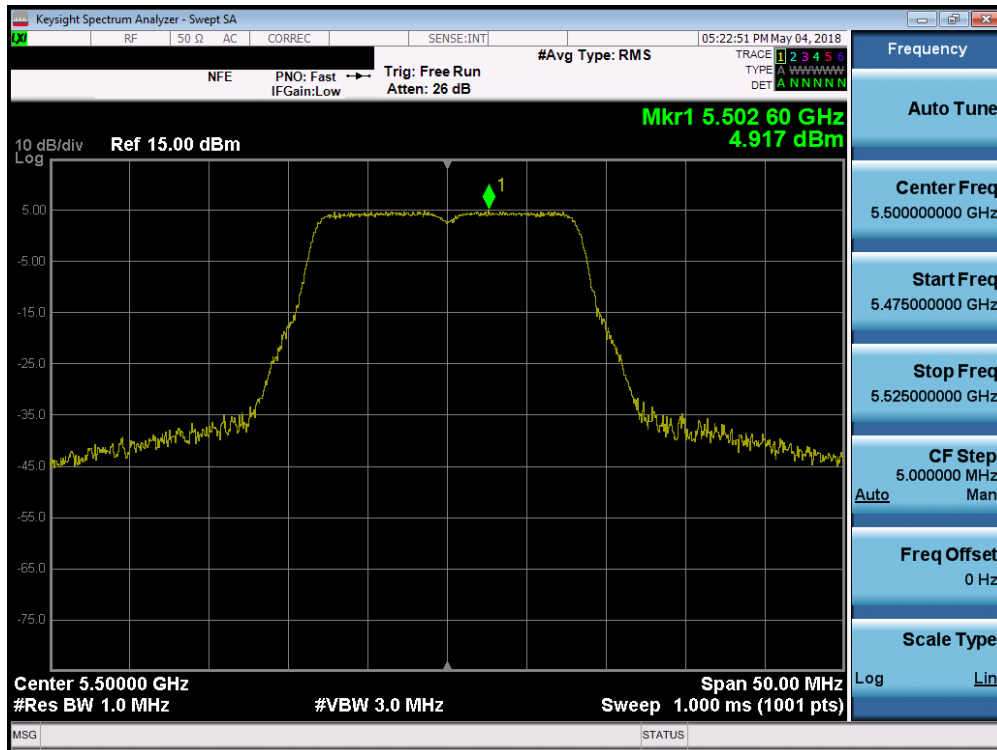 Keysight Spectrum Analyzer - Swept SA
LXI RF 50 Ω AC CORREC SENSE:INT 05:22:51 PM May 04, 2018
Frequency
#Avg Type: RMS
TRACE 1 2 3 4 5 6
TYPE A WWWWW
DET A N N N N N
NFE
PNO: Fast
IFGain:Low
Trig: Free Run
Atten: 26 dB
Auto Tune
Mkr1 5.502 60 GHz
4.917 dBm
10 dB/div
Log
Ref 15.00 dBm
1
5.00
-5.00
-15.0
-25.0
-35.0
-45.0
-55.0
-65.0
-75.0
Center Freq
5.500000000 GHz
Start Freq
5.475000000 GHz
Stop Freq
5.525000000 GHz
CF Step
5.000000 MHz
Auto Man
Freq Offset
0 Hz
Scale Type
Log Lin
Center 5.50000 GHz
Span 50.00 MHz
#Res BW 1.0 MHz
#VBW 3.0 MHz
Sweep 1.000 ms (1001 pts)
MSG
STATUS